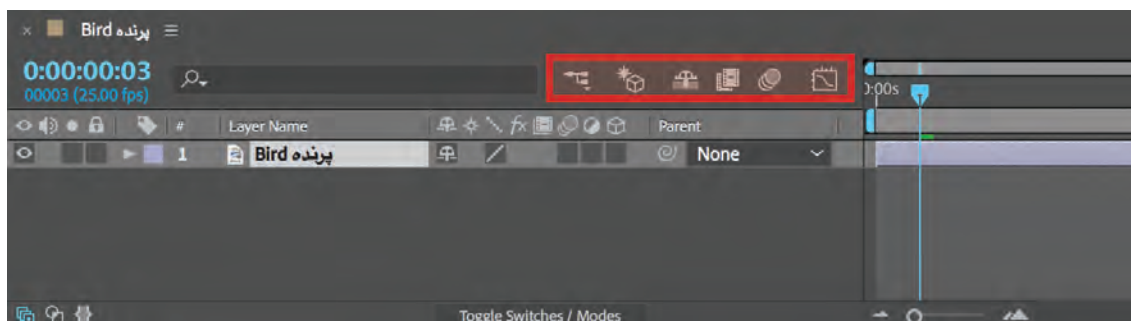 پرنده Bird
0:00:00:03
00003 (25.00 fps)
):00s
# Layer Name fx Parent
1 پرنده Bird None
Toggle Switches / Modes